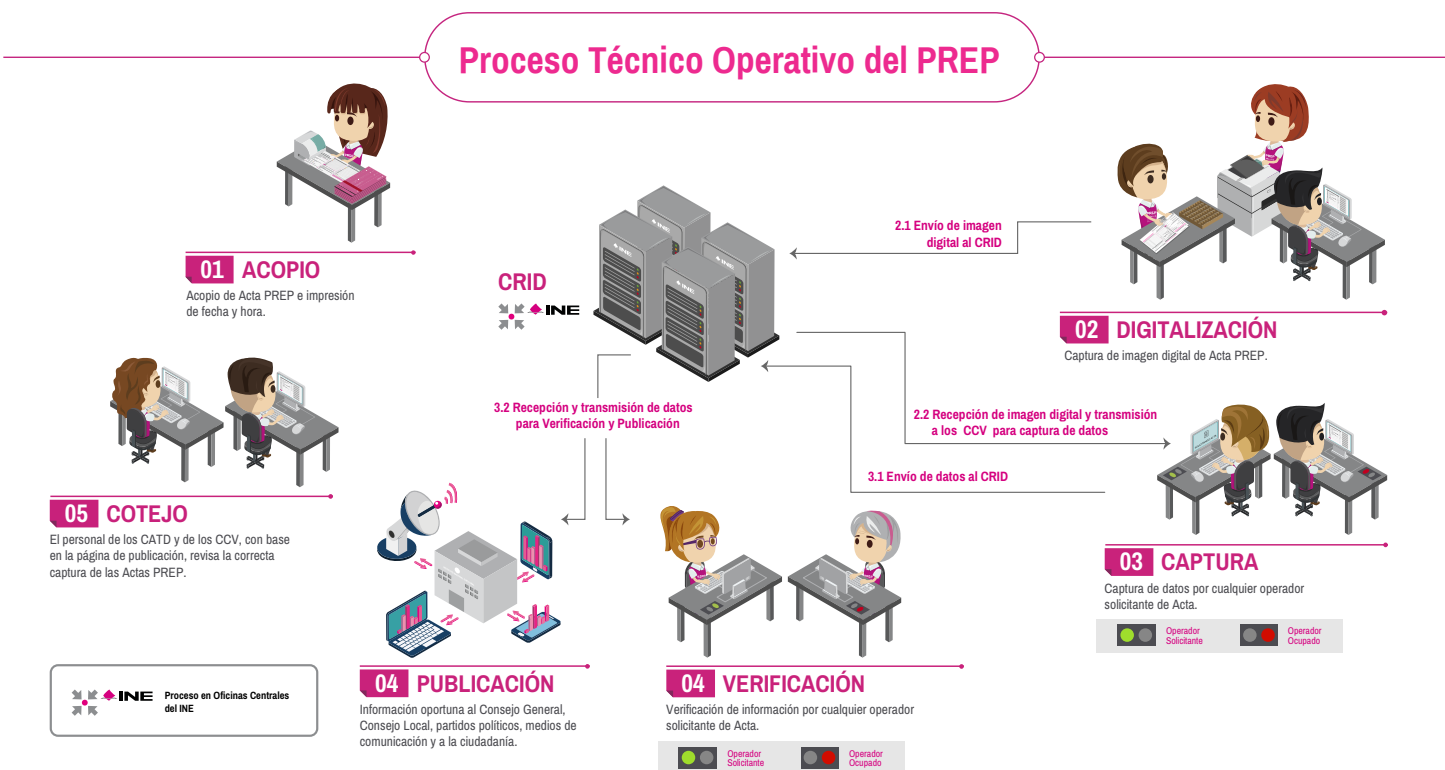 Proceso Técnico Operativo del PREP
01 ACOPIO
Acopio de Acta PREP e impresión
de fecha y hora.
CRID
INE
INE
INE
INE
2.1 Envío de imagen
digital al CRID
02 DIGITALIZACIÓN
Captura de imagen digital de Acta PREP.
2.2 Recepción de imagen digital y transmisión
a los CCV para captura de datos
3.1 Envío de datos al CRID
03 CAPTURA
Captura de datos por cualquier operador
solicitante de Acta.
Operador
Solicitante
Operador
Ocupado
3.2 Recepción y transmisión de datos
para Verificación y Publicación
04 PUBLICACIÓN
Información oportuna al Consejo General,
Consejo Local, partidos políticos, medios de
comunicación y a la ciudadanía.
04 VERIFICACIÓN
Verificación de información por cualquier operador
solicitante de Acta.
Operador
Solicitante
Operador
Ocupado
05 COTEJO
El personal de los CATD y de los CCV, con base
en la página de publicación, revisa la correcta
captura de las Actas PREP.
INE
Proceso en Oficinas Centrales
del INE